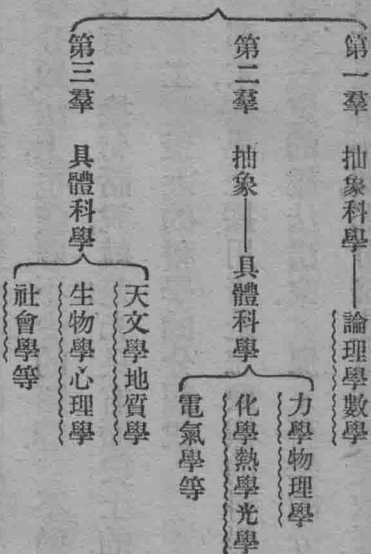 第一羣　抽象科學——論理學數學
第二羣　抽象——具體科學
力學物理學
化學熱學光學
電氣學等
第三羣　具體科學
天文學地質學
生物學心理學
社會學等